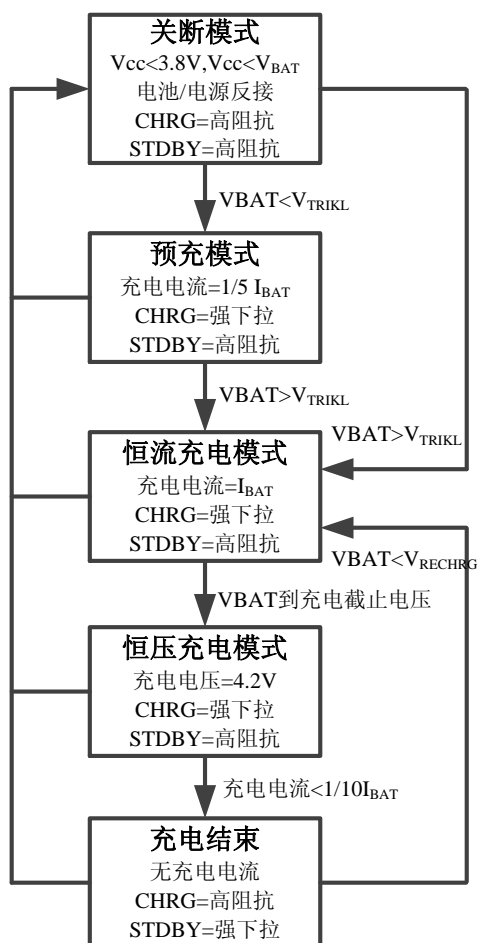 关断模式
Vcc<3.8V,Vcc<VBAT
电池/电源反接
CHRG=高阻抗
STDBY=高阻抗
VBAT<VTRIKL
预充模式
充电电流=1/5 IBAT
CHRG=强下拉
STDBY=高阻抗
VBAT>VTRIKL
VBAT>VTRIKL
恒流充电模式
充电电流=IBAT
CHRG=强下拉
STDBY=高阻抗
VBAT<VRECHRG
VBAT到充电截止电压
恒压充电模式
充电电压=4.2V
CHRG=强下拉
STDBY=高阻抗
充电电流<1/10IBAT
充电结束
无充电电流
CHRG=高阻抗
STDBY=强下拉